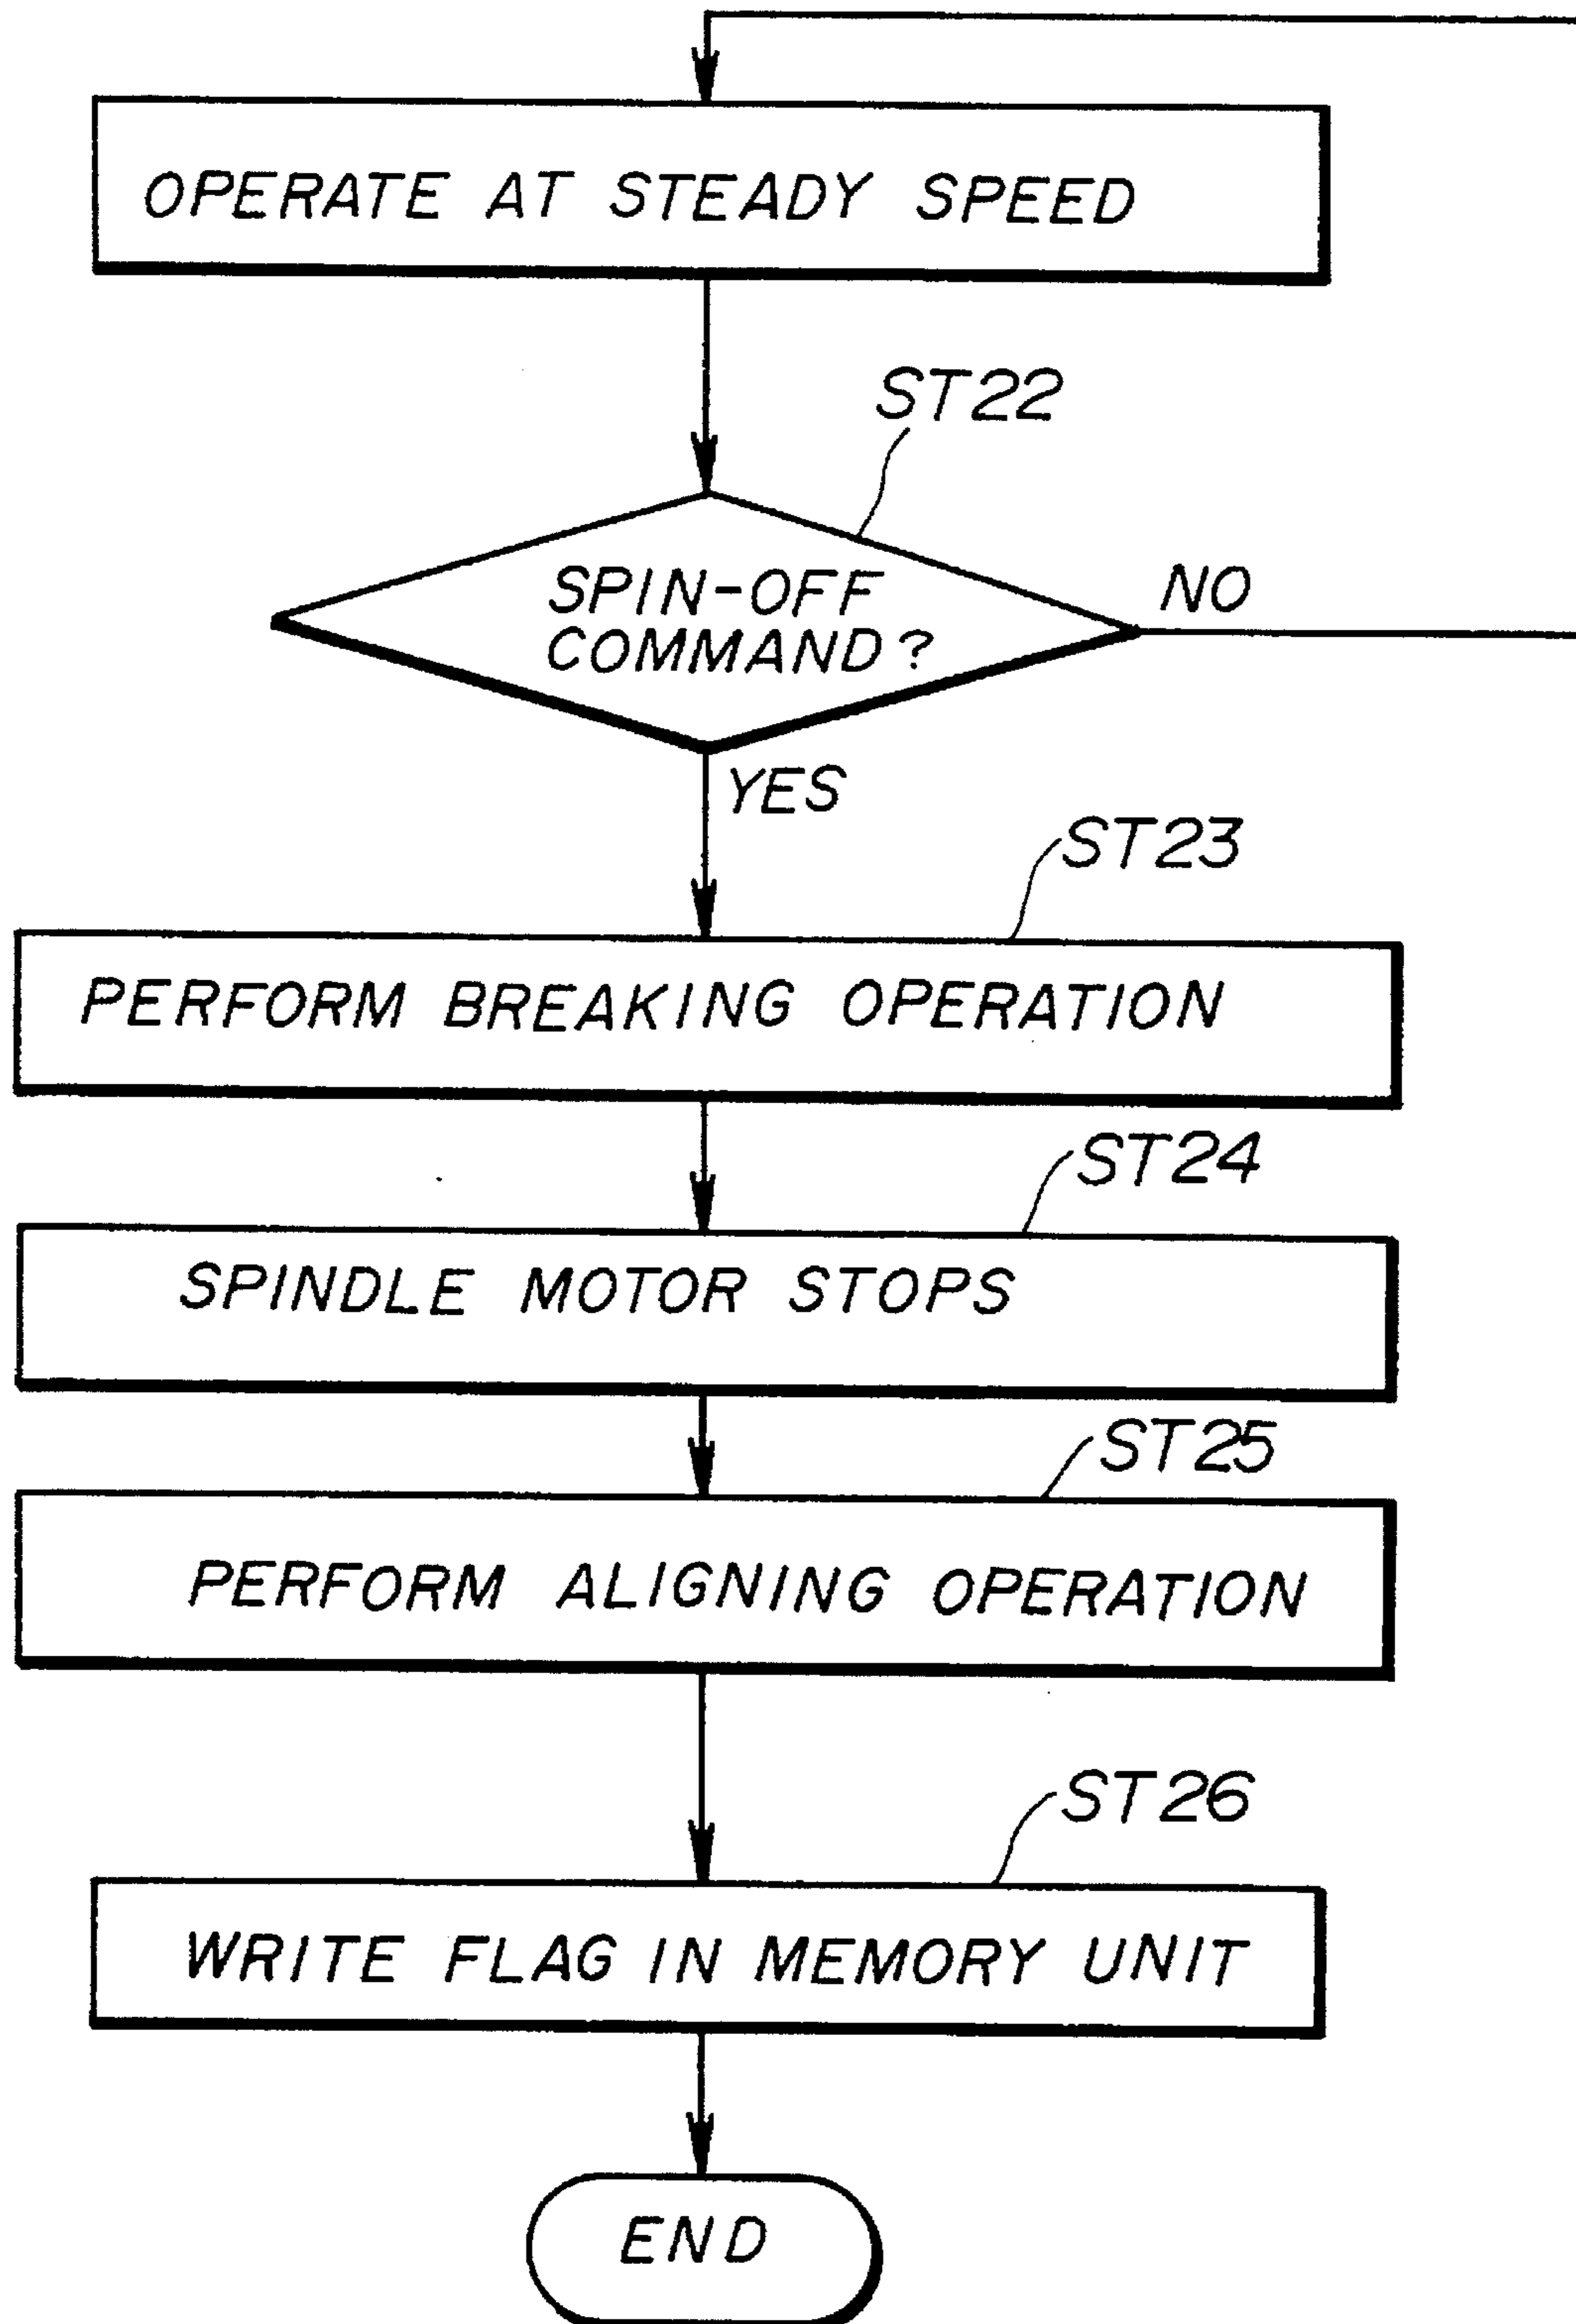 OPERATE AT STEADY SPEED
ST22
SPIN-OFF
COMMAND?
NO
YES
ST23
PERFORM BREAKING OPERATION
ST24
SPINDLE MOTOR STOPS
ST25
PERFORM ALIGNING OPERATION
ST26
WRITE FLAG IN MEMORY UNIT
END